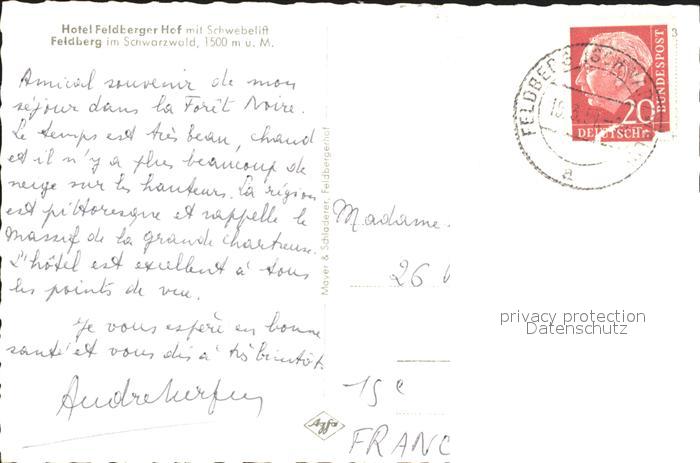 Hotel Feldberger Hof mit Schwebelift
Feldberg im Schwarzwald, 1500 m u. M.
Amical souvenir de mon
séjour dans la Forêt Noire.
Le temps est très beau, chaud
et il n'y a plus beaucoup de
neige sur les hauteurs. La région
est pittoresque et rappelle le
massif de la grande chartreuse.
L'hôtel est excellent à tous
les points de vue.
Je vous espère en bonne
santé et vous dis à très bientôt.
Mayer & Schladerer, Feldbergerhof
Agfa
3
BUNDESPOST
20
DEUTSCHE
FELDBERG (SCHWARZW
a
Madame
26
15e
FRANC
privacy protection
Datenschutz